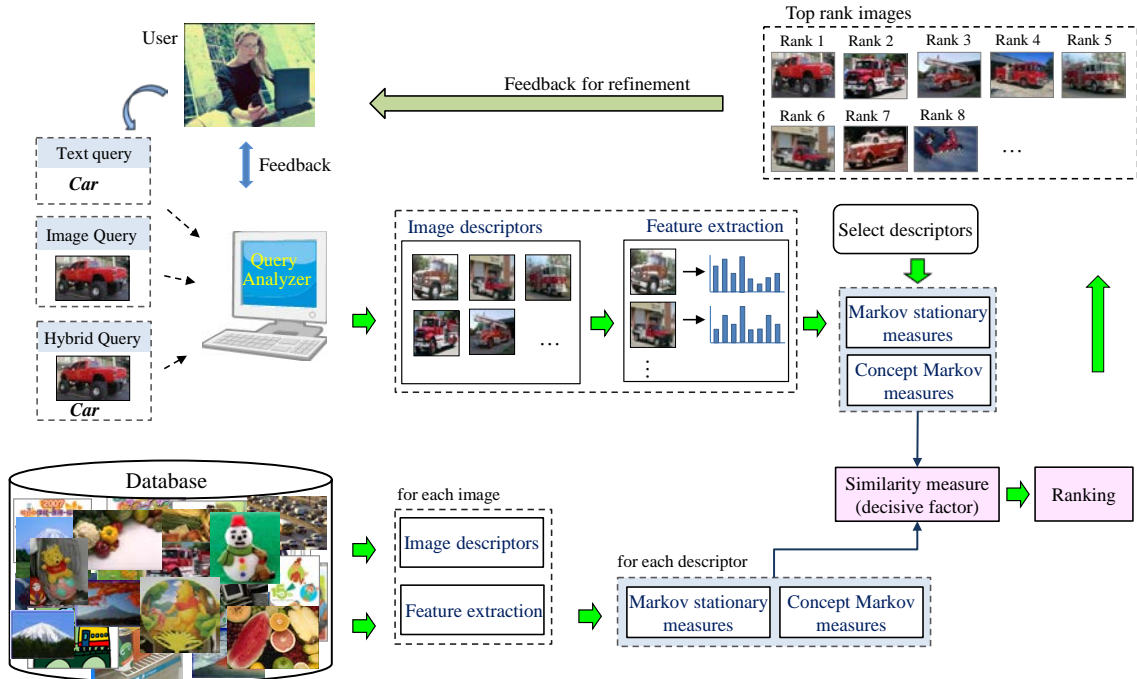 Top rank images
User
Rank 1
Rank 2
Rank 3
Rank 4
Rank 5
Feedback for refinement
Rank 6
Rank 7
Rank 8
...
Text query
Car
Feedback
Image Query
Query
Analyzer
Hybrid Query
Car
Image descriptors
...
Feature extraction
⋮
Select descriptors
Markov stationary
measures
Concept Markov
measures
Database
2007
for each image
Image descriptors
Feature extraction
for each descriptor
Markov stationary
measures
Concept Markov
measures
Similarity measure
(decisive factor)
Ranking